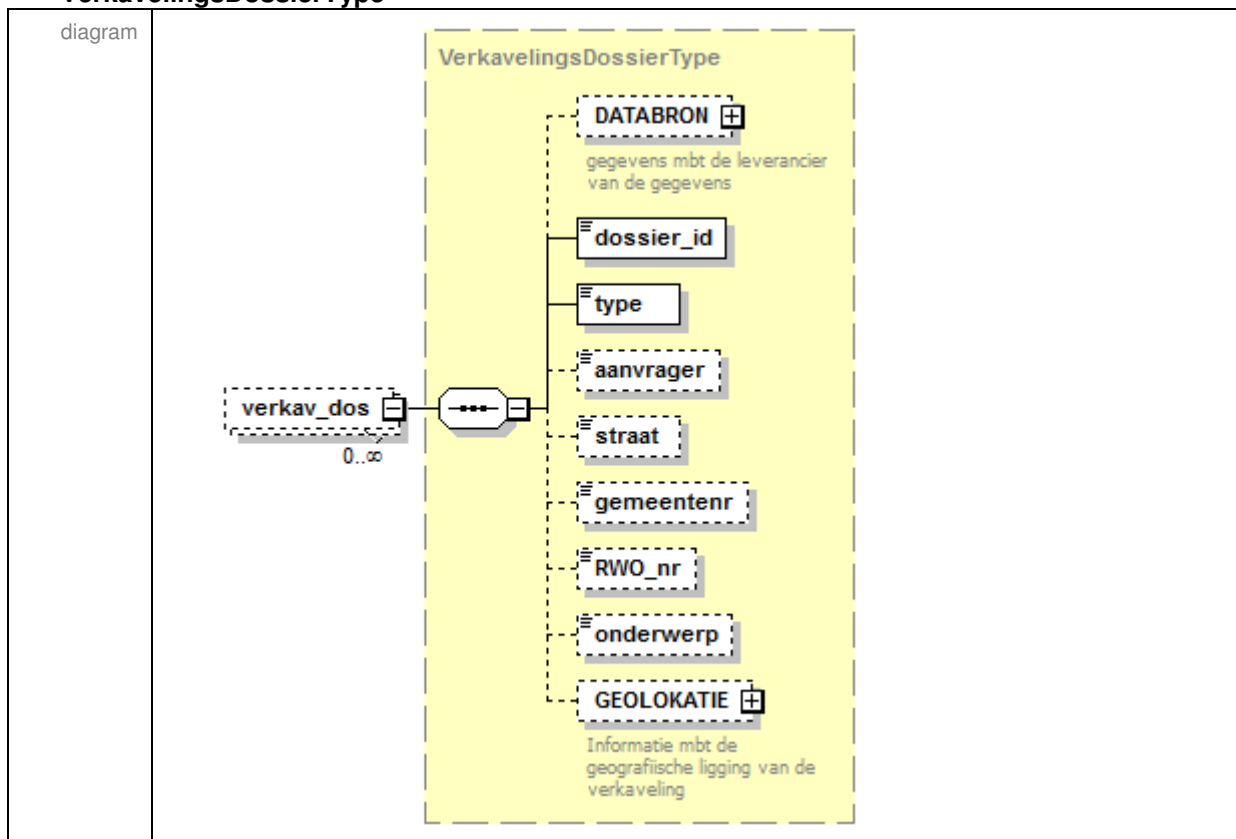 VerkavelingsDossierType
diagram
VerkavelingsDossierType
DATABRON
gegevens mbt de leverancier
van de gegevens
dossier_id
type
aanvrager
verkav_dos
0..∞
straat
gemeentenr
RWO_nr
onderwerp
GEOLOKATIE
Informatie mbt de
geografiische ligging van de
verkaveling